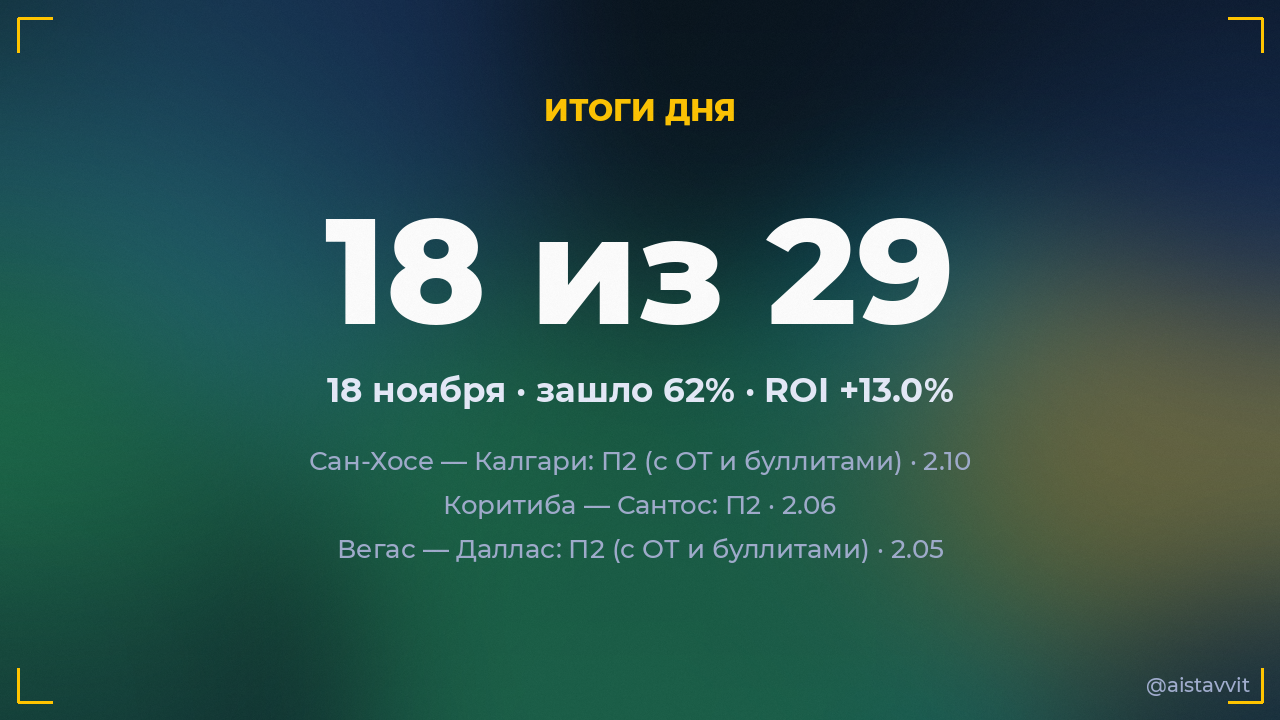 ИТОГИ ДНЯ
18 из 29
18 ноября · зашло 62% · ROI +13.0%
Сан-Хосе — Калгари: П2 (с ОТ и буллитами) · 2.10
Коритиба — Сантос: П2 · 2.06
Вегас — Даллас: П2 (с ОТ и буллитами) · 2.05
@aistavvit